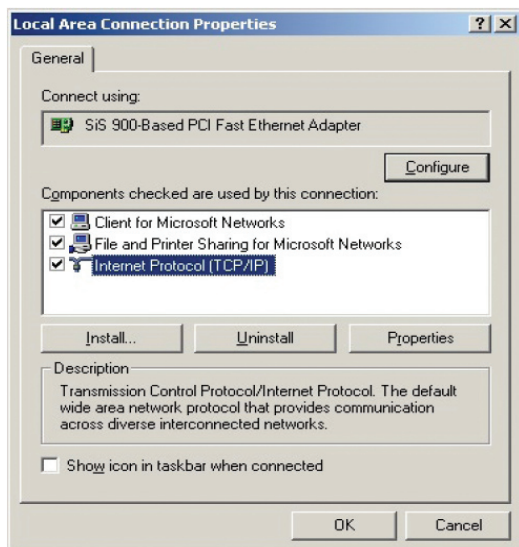 Local Area Connection Properties
General
Connect using:
SiS 900-Based PCI Fast Ethernet Adapter
Configure
Components checked are used by this connection:
Client for Microsoft Networks
File and Printer Sharing for Microsoft Networks
Internet Protocol (TCP/IP)
Install... Uninstall Properties
Description
Transmission Control Protocol/Internet Protocol. The default
wide area network protocol that provides communication
across diverse interconnected networks.
Show icon in taskbar when connected
OK Cancel